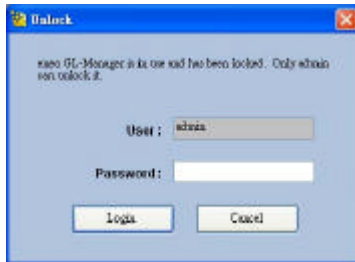 Unlock
eneo GL-Manager is in use and has been locked. Only admin
can unlock it.
User :
admin
Password :
Login
Cancel